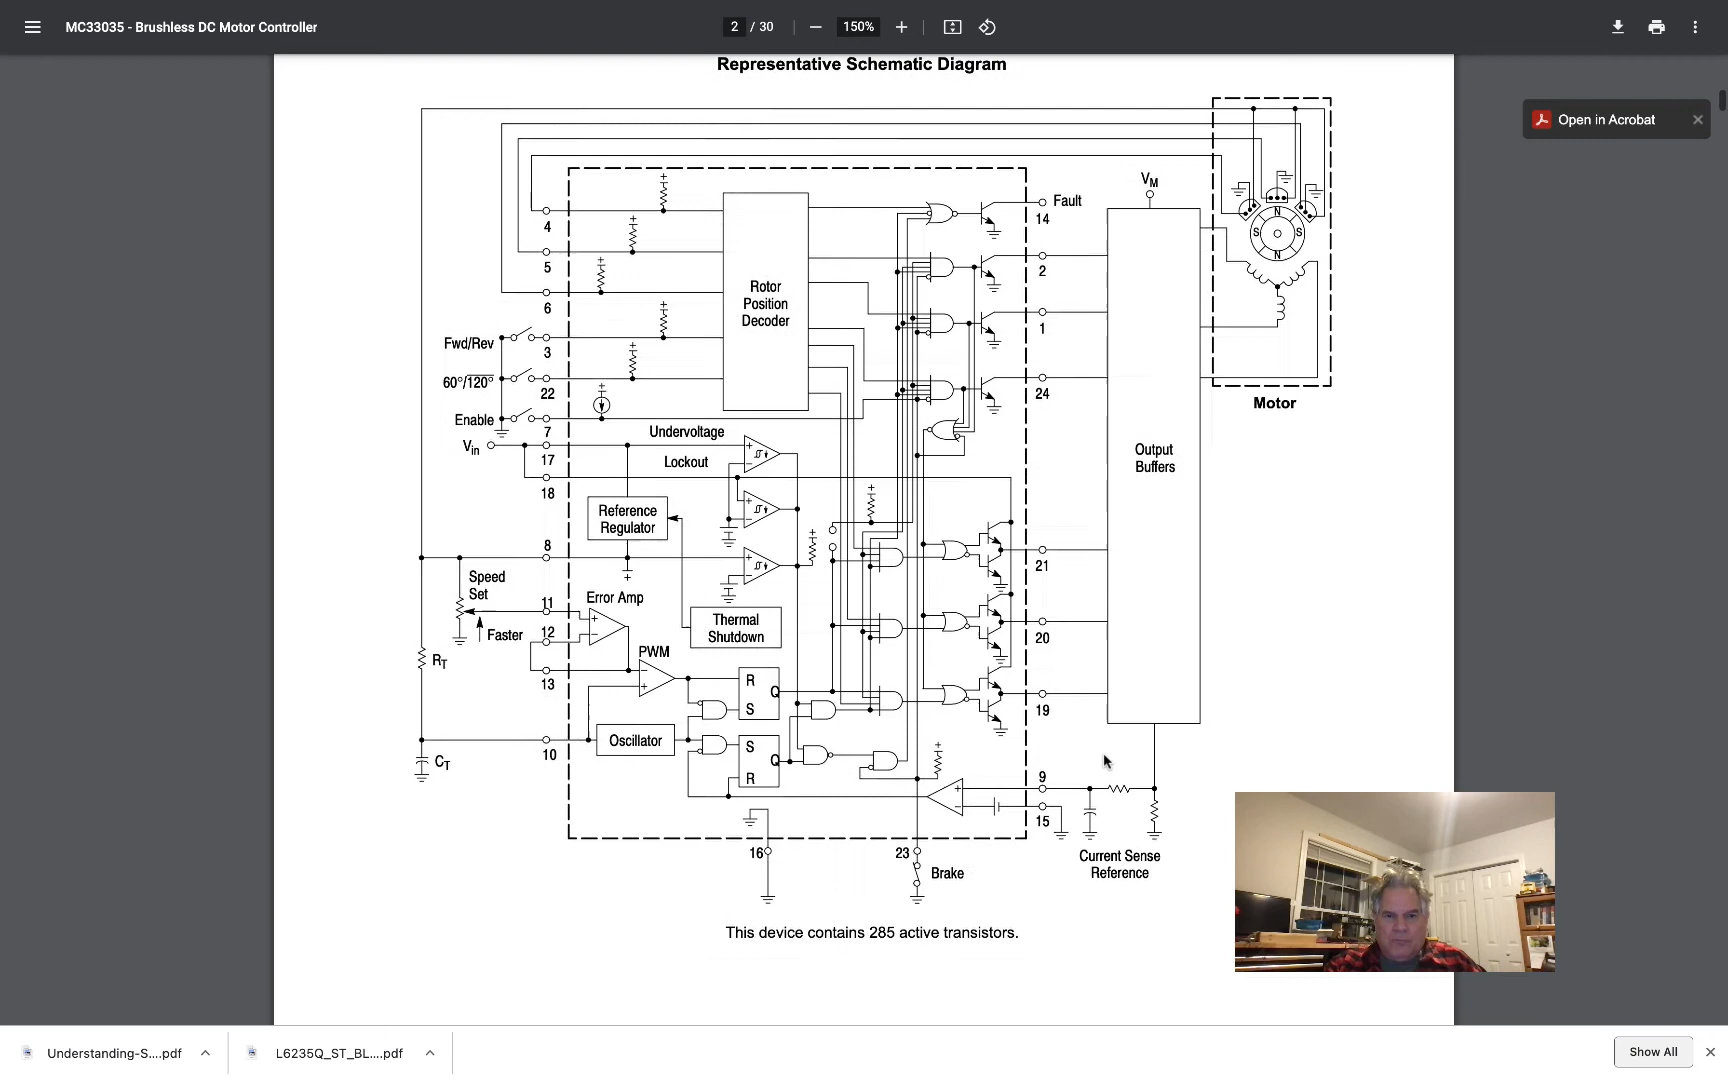 MC33035 - Brushless DC Motor Controller
2 / 30
150%
Open in Acrobat
Representative Schematic Diagram
VM
Fault
14
4
5
6
2
1
24
Rotor
Position
Decoder
N
S
S
N
Motor
Fwd/Rev
3
60°/120°
22
Enable
7
Vin
17
18
Undervoltage
Lockout
Output
Buffers
Reference
Regulator
8
21
Speed
Set
11
Error Amp
Thermal
Shutdown
Faster
12
20
RT
PWM
13
R
Q
S
19
Oscillator
10
CT
S
Q
R
9
15
16
23
Brake
Current Sense
Reference
This device contains 285 active transistors.
Understanding-S....pdf
L6235Q_ST_BL....pdf
Show All